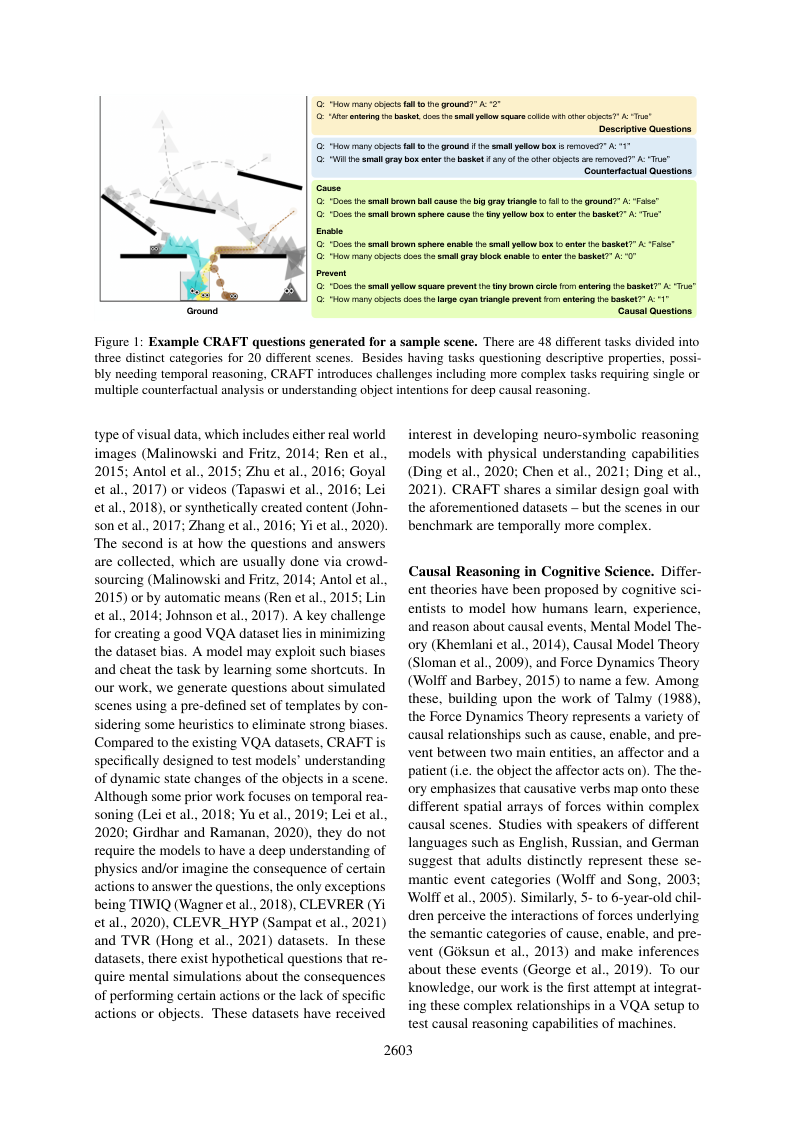 Q: "How many objects fall to the ground?" A: "2"
Q: "After entering the basket, does the small yellow square collide with other objects?" A: "True"
Descriptive Questions
Q: "How many objects fall to the ground if the small yellow box is removed?" A: "1"
Q: "Will the small gray box enter the basket if any of the other objects are removed?" A: "True"
Counterfactual Questions
Cause
Q: "Does the small brown ball cause the big gray triangle to fall to the ground?" A: "False"
Q: "Does the small brown sphere cause the tiny yellow box to enter the basket?" A: "True"
Enable
Q: "Does the small brown sphere enable the small yellow box to enter the basket?" A: "False"
Q: "How many objects does the small gray block enable to enter the basket?" A: "0"
Prevent
Q: "Does the small yellow square prevent the tiny brown circle from entering the basket?" A: "True"
Q: "How many objects does the large cyan triangle prevent from entering the basket?" A: "1"
Causal Questions
Ground
Figure 1: Example CRAFT questions generated for a sample scene. There are 48 different tasks divided into
three distinct categories for 20 different scenes. Besides having tasks questioning descriptive properties, possi-
bly needing temporal reasoning, CRAFT introduces challenges including more complex tasks requiring single or
multiple counterfactual analysis or understanding object intentions for deep causal reasoning.
type of visual data, which includes either real world
images (Malinowski and Fritz, 2014; Ren et al.,
2015; Antol et al., 2015; Zhu et al., 2016; Goyal
et al., 2017) or videos (Tapaswi et al., 2016; Lei
et al., 2018), or synthetically created content (John-
son et al., 2017; Zhang et al., 2016; Yi et al., 2020).
The second is at how the questions and answers
are collected, which are usually done via crowd-
sourcing (Malinowski and Fritz, 2014; Antol et al.,
2015) or by automatic means (Ren et al., 2015; Lin
et al., 2014; Johnson et al., 2017). A key challenge
for creating a good VQA dataset lies in minimizing
the dataset bias. A model may exploit such biases
and cheat the task by learning some shortcuts. In
our work, we generate questions about simulated
scenes using a pre-defined set of templates by con-
sidering some heuristics to eliminate strong biases.
Compared to the existing VQA datasets, CRAFT is
specifically designed to test models' understanding
of dynamic state changes of the objects in a scene.
Although some prior work focuses on temporal rea-
soning (Lei et al., 2018; Yu et al., 2019; Lei et al.,
2020; Girdhar and Ramanan, 2020), they do not
require the models to have a deep understanding of
physics and/or imagine the consequence of certain
actions to answer the questions, the only exceptions
being TIWIQ (Wagner et al., 2018), CLEVRER (Yi
et al., 2020), CLEVR_HYP (Sampat et al., 2021)
and TVR (Hong et al., 2021) datasets. In these
datasets, there exist hypothetical questions that re-
quire mental simulations about the consequences
of performing certain actions or the lack of specific
actions or objects. These datasets have received
interest in developing neuro-symbolic reasoning
models with physical understanding capabilities
(Ding et al., 2020; Chen et al., 2021; Ding et al.,
2021). CRAFT shares a similar design goal with
the aforementioned datasets – but the scenes in our
benchmark are temporally more complex.
Causal Reasoning in Cognitive Science. Differ-
ent theories have been proposed by cognitive sci-
entists to model how humans learn, experience,
and reason about causal events, Mental Model The-
ory (Khemlani et al., 2014), Causal Model Theory
(Sloman et al., 2009), and Force Dynamics Theory
(Wolff and Barbey, 2015) to name a few. Among
these, building upon the work of Talmy (1988),
the Force Dynamics Theory represents a variety of
causal relationships such as cause, enable, and pre-
vent between two main entities, an affector and a
patient (i.e. the object the affector acts on). The the-
ory emphasizes that causative verbs map onto these
different spatial arrays of forces within complex
causal scenes. Studies with speakers of different
languages such as English, Russian, and German
suggest that adults distinctly represent these se-
mantic event categories (Wolff and Song, 2003;
Wolff et al., 2005). Similarly, 5- to 6-year-old chil-
dren perceive the interactions of forces underlying
the semantic categories of cause, enable, and pre-
vent (Göksun et al., 2013) and make inferences
about these events (George et al., 2019). To our
knowledge, our work is the first attempt at integrat-
ing these complex relationships in a VQA setup to
test causal reasoning capabilities of machines.
2603